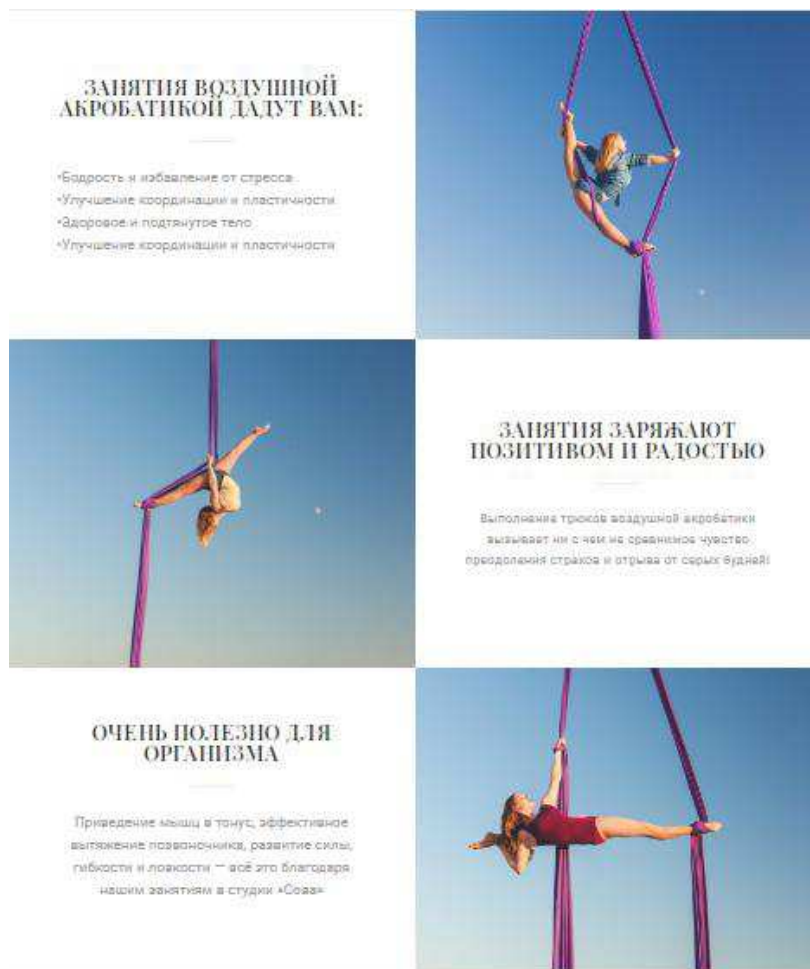 ЗАНЯТИЯ ВОЗДУШНОЙ
АКРОБАТИКОЙ ДАДУТ ВАМ:
•Бодрость и избавление от стресса
•Улучшение координации и пластичности
•Здоровое и подтянутое тело
•Улучшение координации и пластичности
ЗАНЯТИЯ ЗАРЯЖАЮТ
ПОЗИТИВОМ И РАДОСТЬЮ
Выполнение трюков воздушной акробатики
вызывает ни с чем не сравнимое чувство
преодоления страхов и отрыва от серых будней!
ОЧЕНЬ ПОЛЕЗНО ДЛЯ
ОРГАНИЗМА
Приведение мышц в тонус, эффективное
вытяжение позвоночника, развитие силы,
гибкости и ловкости — всё это благодаря
нашим занятиям в студии «Сова»